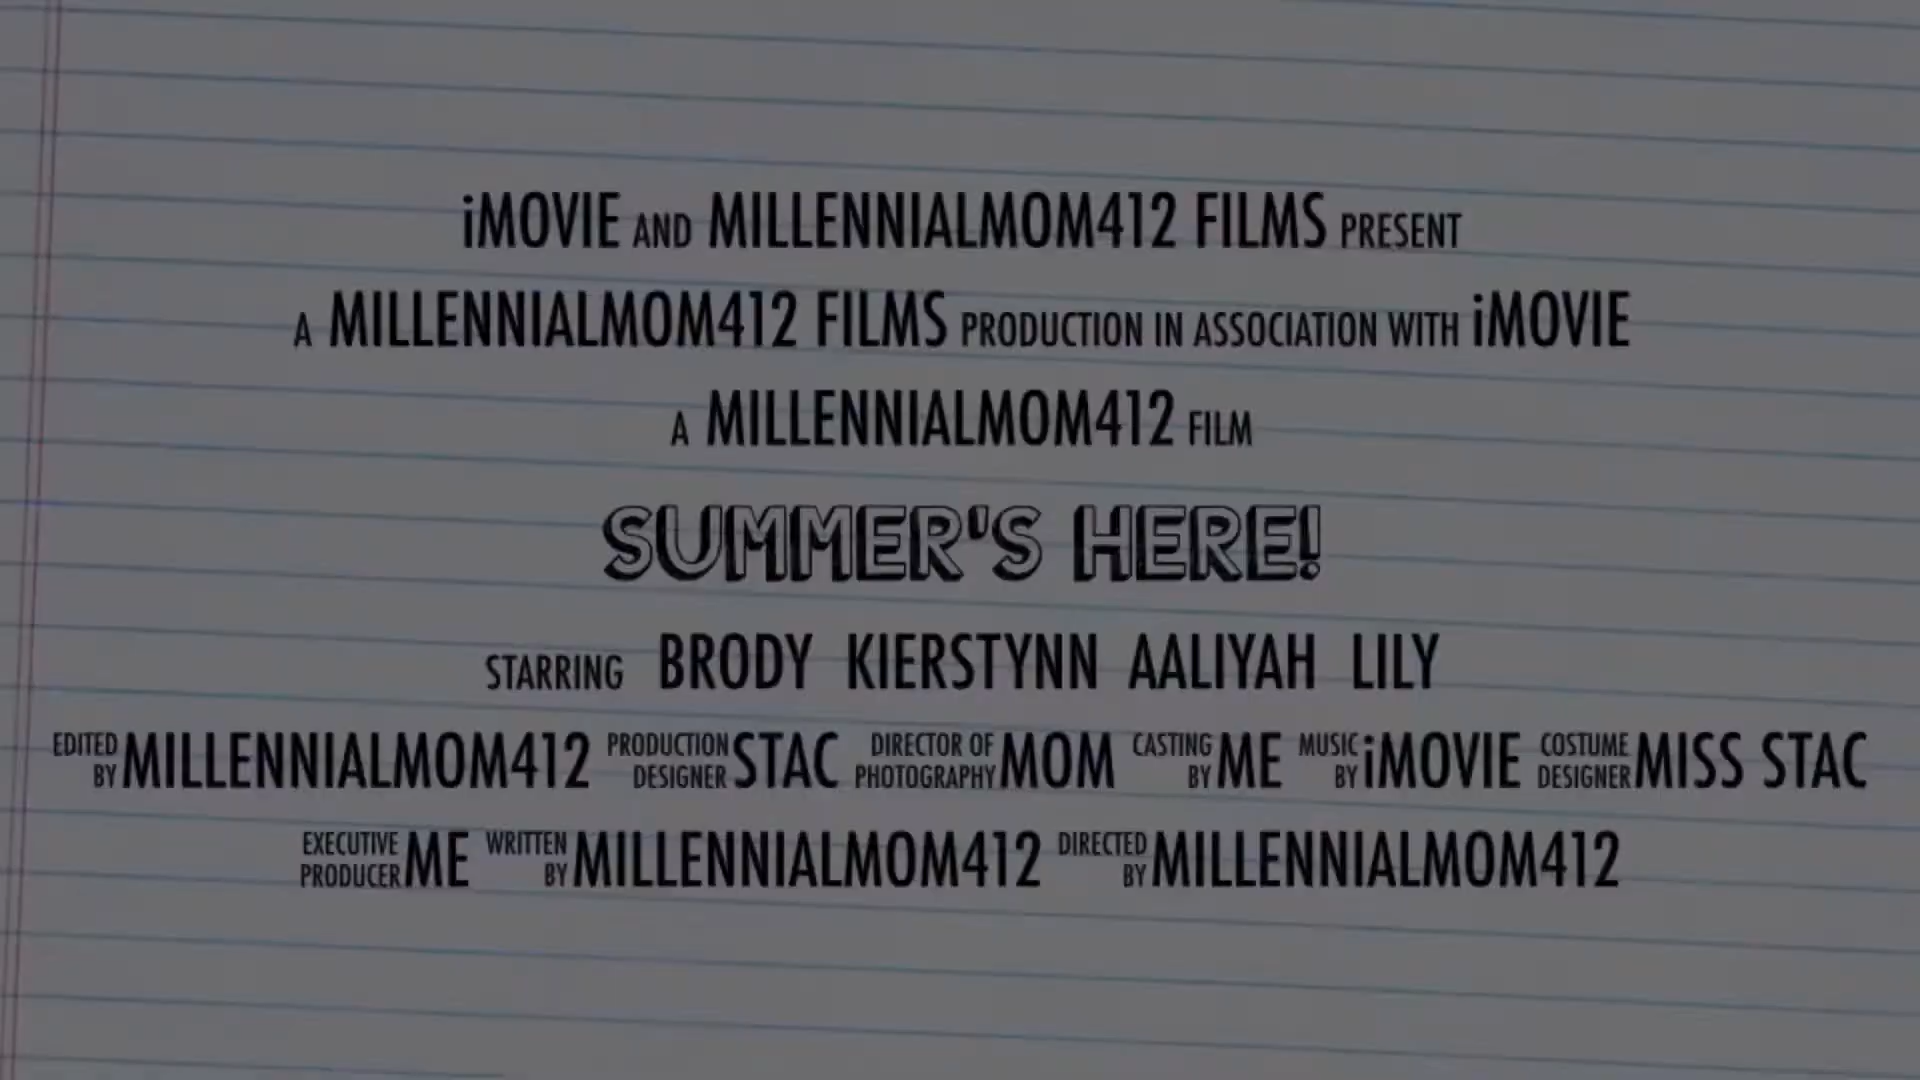 iMOVIE AND MILLENNIALMOM412 FILMS PRESENT
A MILLENNIALMOM412 FILMS PRODUCTION IN ASSOCIATION WITH iMOVIE
A MILLENNIALMOM412 FILM
SUMMER'S HERE!
STARRING BRODY KIERSTYNN AALIYAH LILY
EDITED BY MILLENNIALMOM412 PRODUCTION DESIGNER STAC DIRECTOR OF PHOTOGRAPHY MOM CASTING BY ME MUSIC BY iMOVIE COSTUME DESIGNER MISS STAC
EXECUTIVE PRODUCER ME WRITTEN BY MILLENNIALMOM412 DIRECTED BY MILLENNIALMOM412